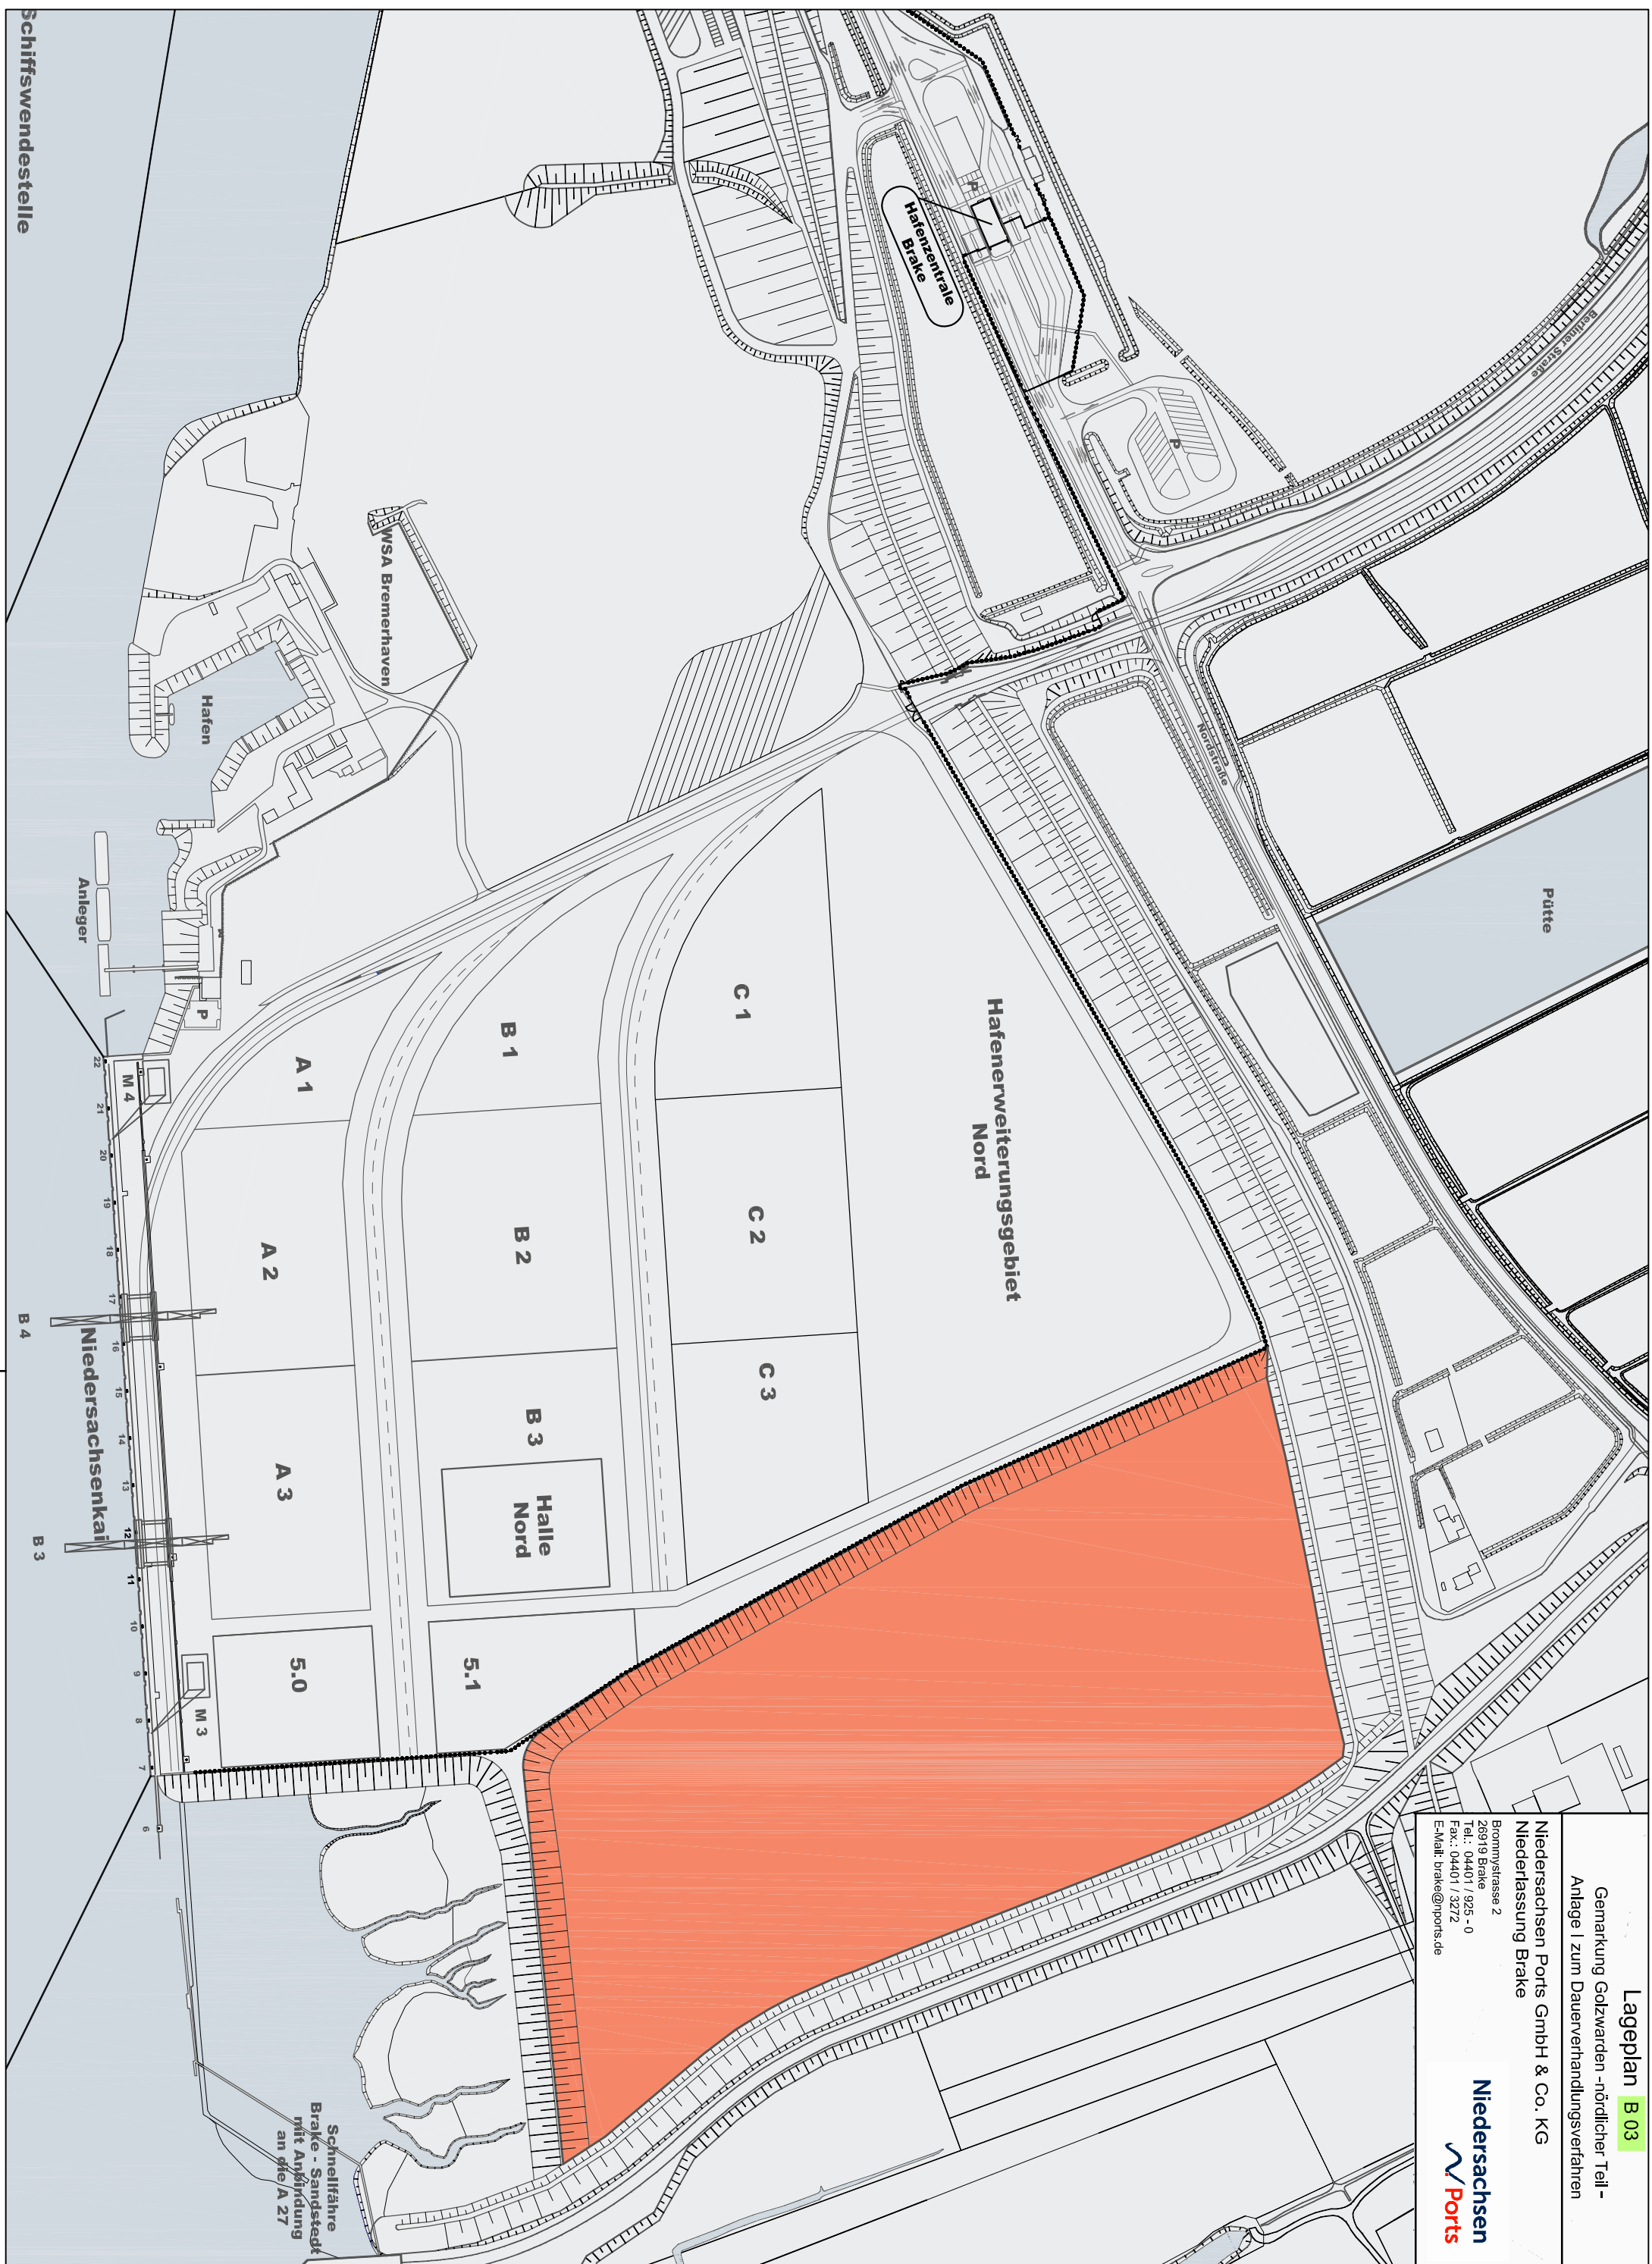 Lageplan B 03
Gemarkung Golzwarden -nördlicher Teil-
Anlage I zum Dauerverhandlungsverfahren
Niedersachsen Ports GmbH & Co. KG
Niederlassung Brake
Brommystrasse 2
26919 Brake
Tel.: 04401 / 925 - 0
Fax.: 04401 / 3272
E-Mail: brake@nports.de
Niedersachsen
Ports
Berliner Straße
Pütte
Nordstraße
P
P
Hafenzentrale
Brake
Hafenerweiterungsgebiet
Nord
C 1
C 2
C 3
B 1
B 2
B 3
Halle
Nord
5.1
A 1
A 2
A 3
5.0
WSA Bremerhaven
Hafen
Anleger
P
M 4
M 3
22
21
20
19
18
17
16
15
14
13
12
11
10
9
8
7
6
Niedersachsenkai
B 4
B 3
Schiffswendestelle
Schnellfähre
Brake - Sandstedt
mit Anbindung
an die A 27